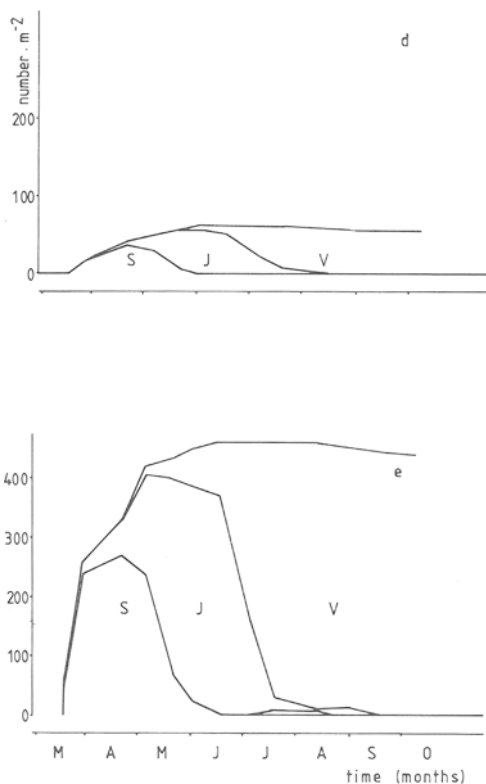 number . m-2
d
200
100
0
S J V
e
400
300
200
100
0
S J V
M A M J J A S O
time (months)